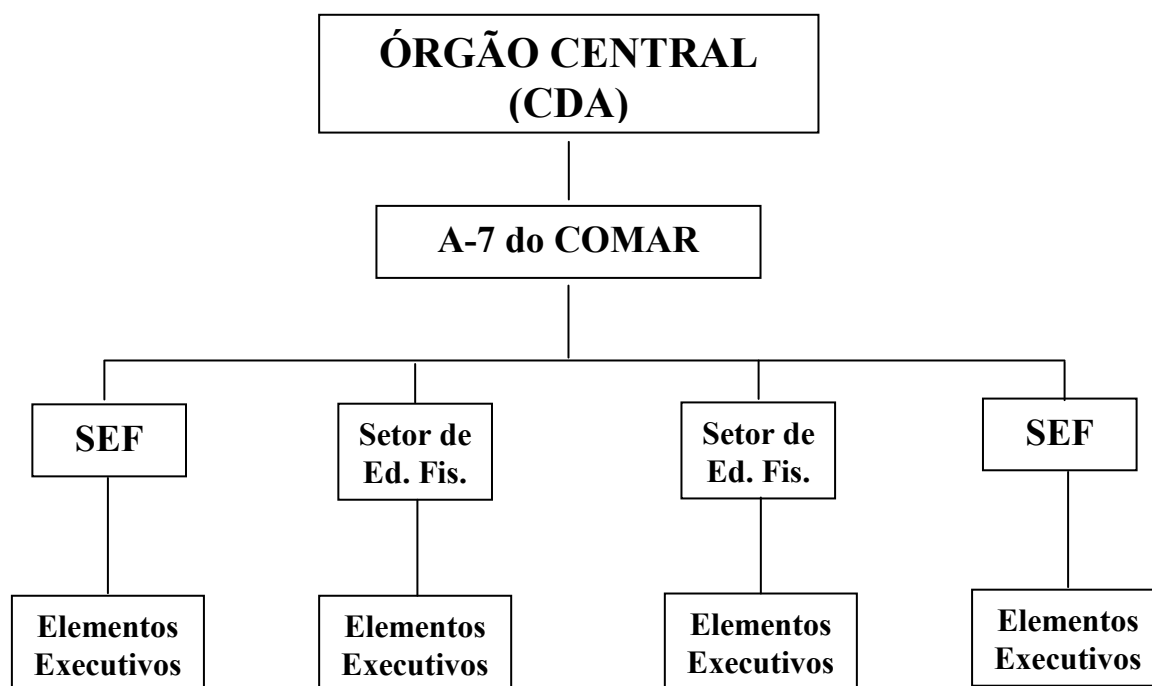 ÓRGÃO CENTRAL
(CDA)
A-7 do COMAR
SEF
Setor de
Ed. Fis.
Setor de
Ed. Fis.
SEF
Elementos
Executivos
Elementos
Executivos
Elementos
Executivos
Elementos
Executivos